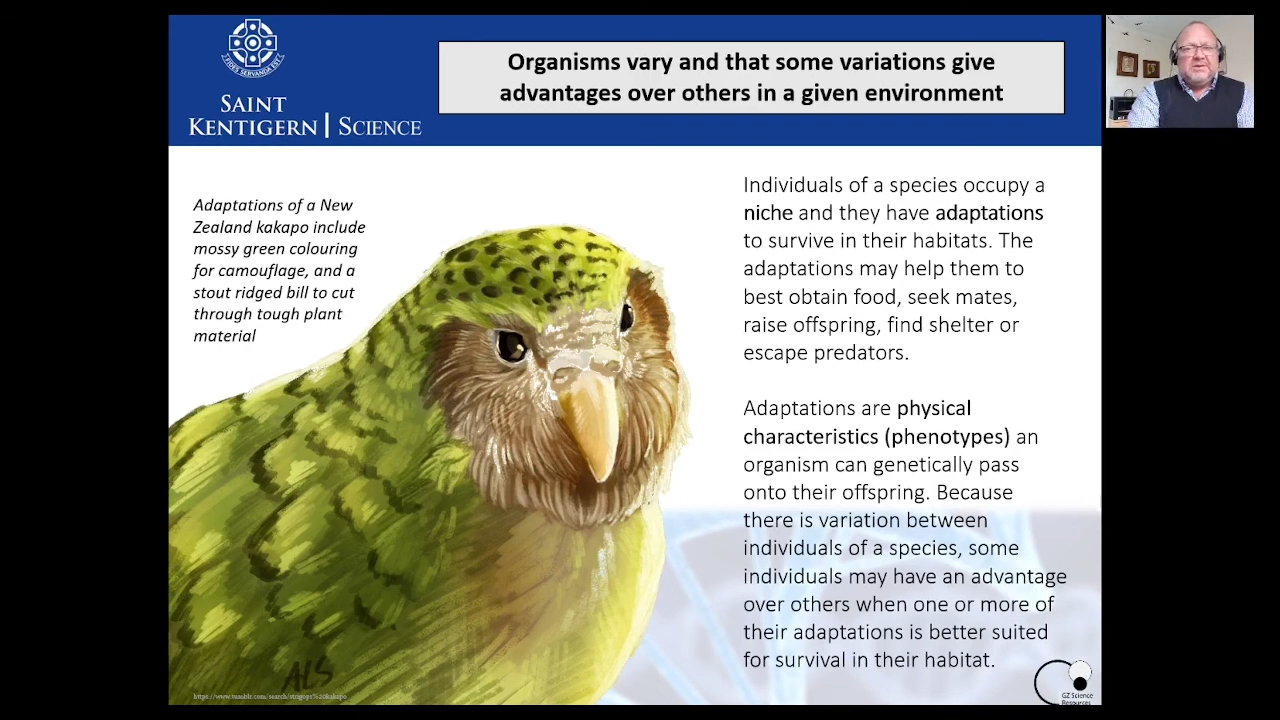 FIDES SERVANDA EST
SAINT
KENTIGERN | SCIENCE
Organisms vary and that some variations give
advantages over others in a given environment
Adaptations of a New
Zealand kakapo include
mossy green colouring
for camouflage, and a
stout ridged bill to cut
through tough plant
material
Individuals of a species occupy a
niche and they have adaptations
to survive in their habitats. The
adaptations may help them to
best obtain food, seek mates,
raise offspring, find shelter or
escape predators.
Adaptations are physical
characteristics (phenotypes) an
organism can genetically pass
onto their offspring. Because
there is variation between
individuals of a species, some
individuals may have an advantage
over others when one or more of
their adaptations is better suited
for survival in their habitat.
ALS
https://www.tumblr.com/search/strigops%20kakapo
GZ Science
Resources